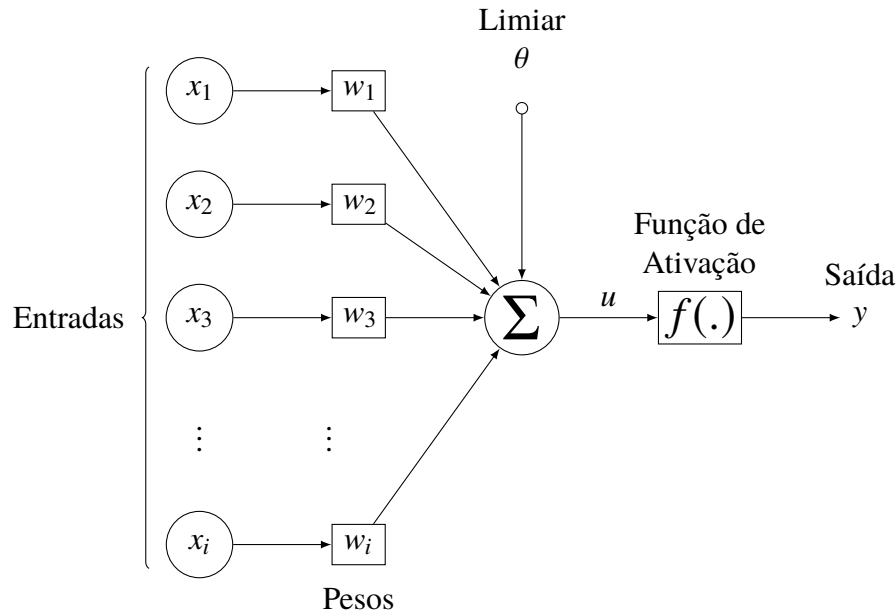 Limiar
θ
x₁
w₁
x₂
w₂
Função de
Ativação
Saída
Entradas
x₃
w₃
Σ
u
f(.)
y
⋮
⋮
xᵢ
wᵢ
Pesos